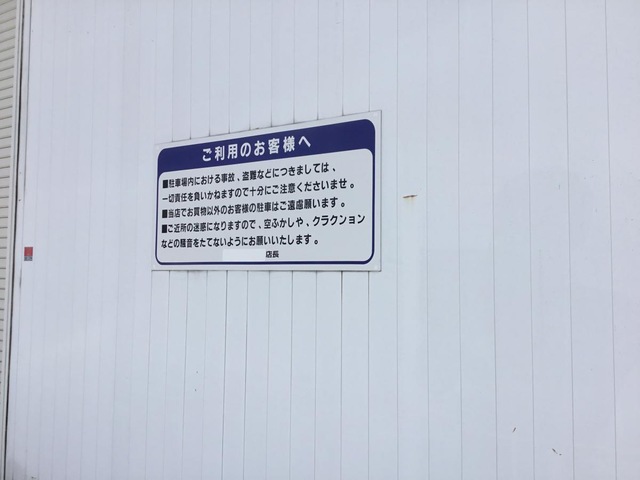 ご利用のお客様へ
■駐車場内における事故、盗難などにつきましては、
一切責任を負いかねますので十分にご注意くださいませ。
■当店でお買物以外のお客様の駐車はご遠慮願います。
■ご近所の迷惑になりますので、空ふかしや、クラクション
などの騒音をたてないようにお願いいたします。
店長